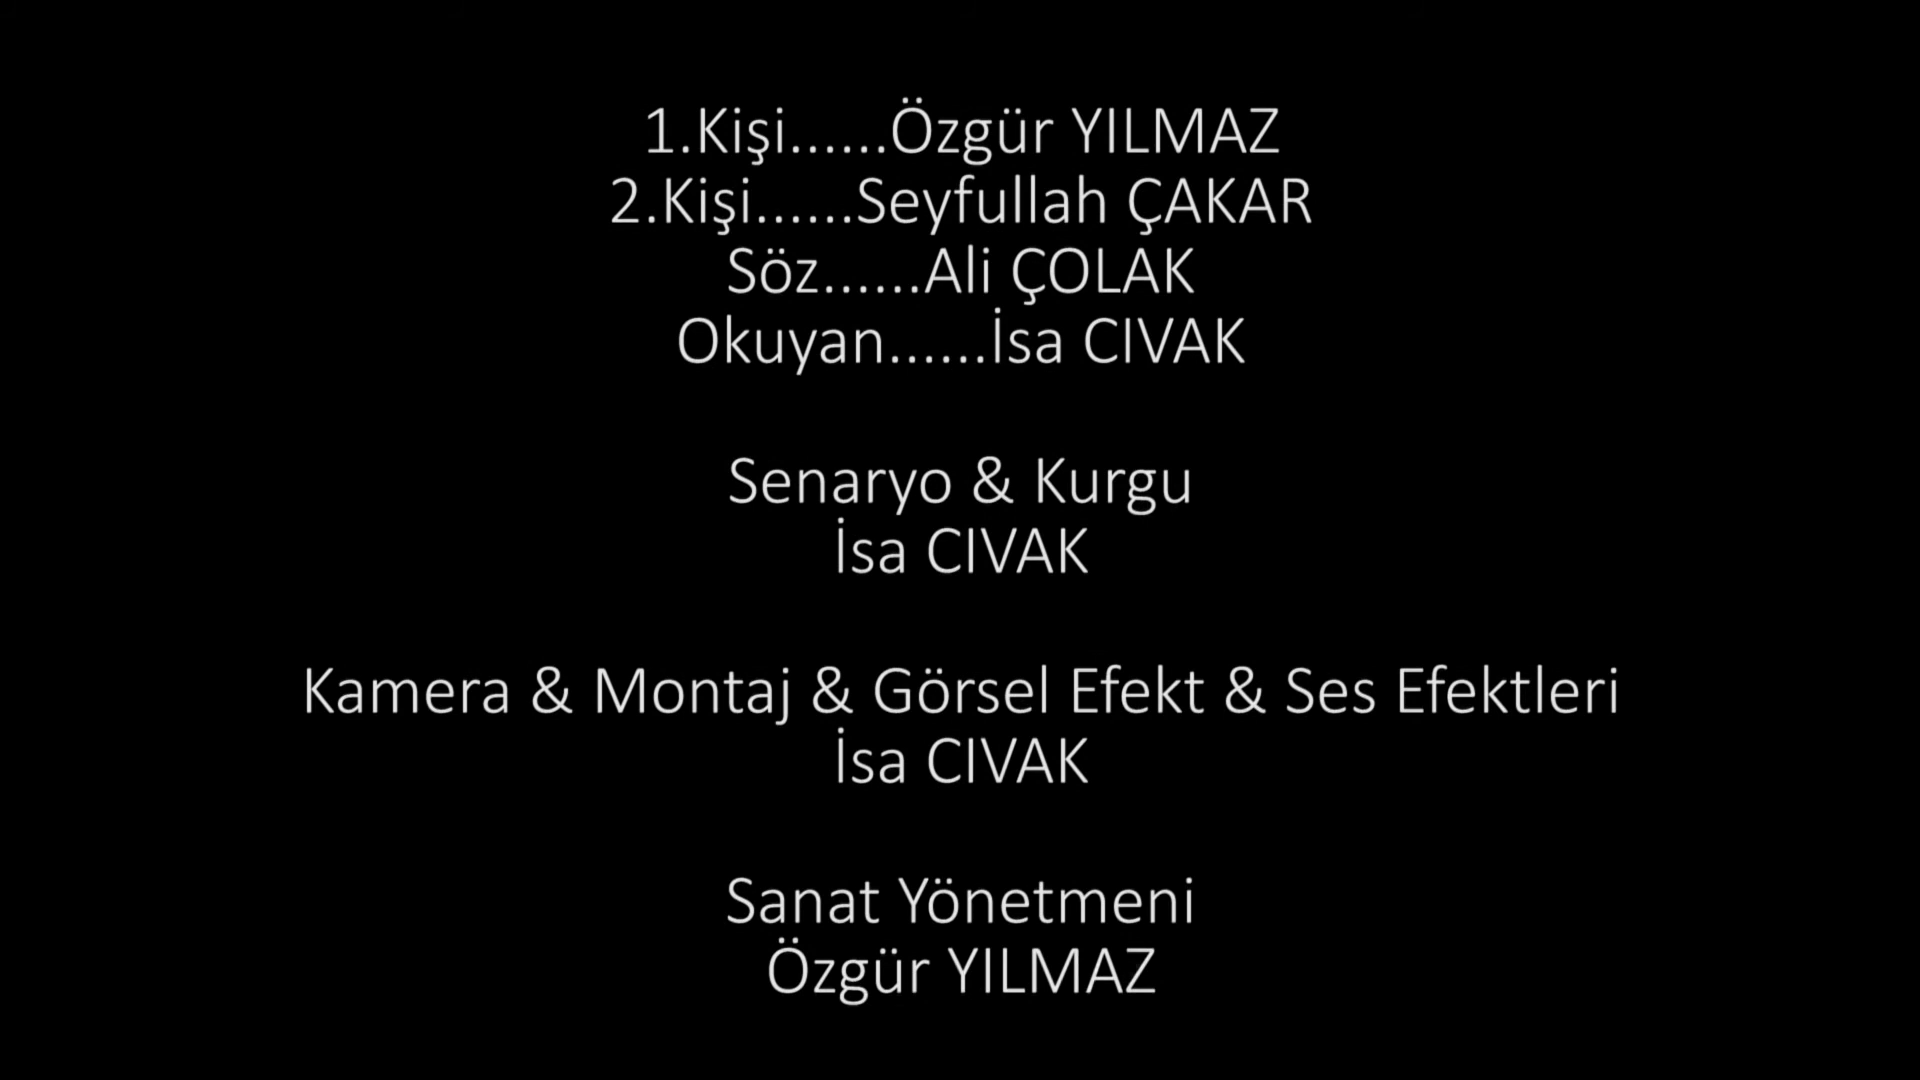 1.Kişi......Özgür YILMAZ
2.Kişi......Seyfullah ÇAKAR
Söz......Ali ÇOLAK
Okuyan......İsa CIVAK
Senaryo & Kurgu
İsa CIVAK
Kamera & Montaj & Görsel Efekt & Ses Efektleri
İsa CIVAK
Sanat Yönetmeni
Özgür YILMAZ